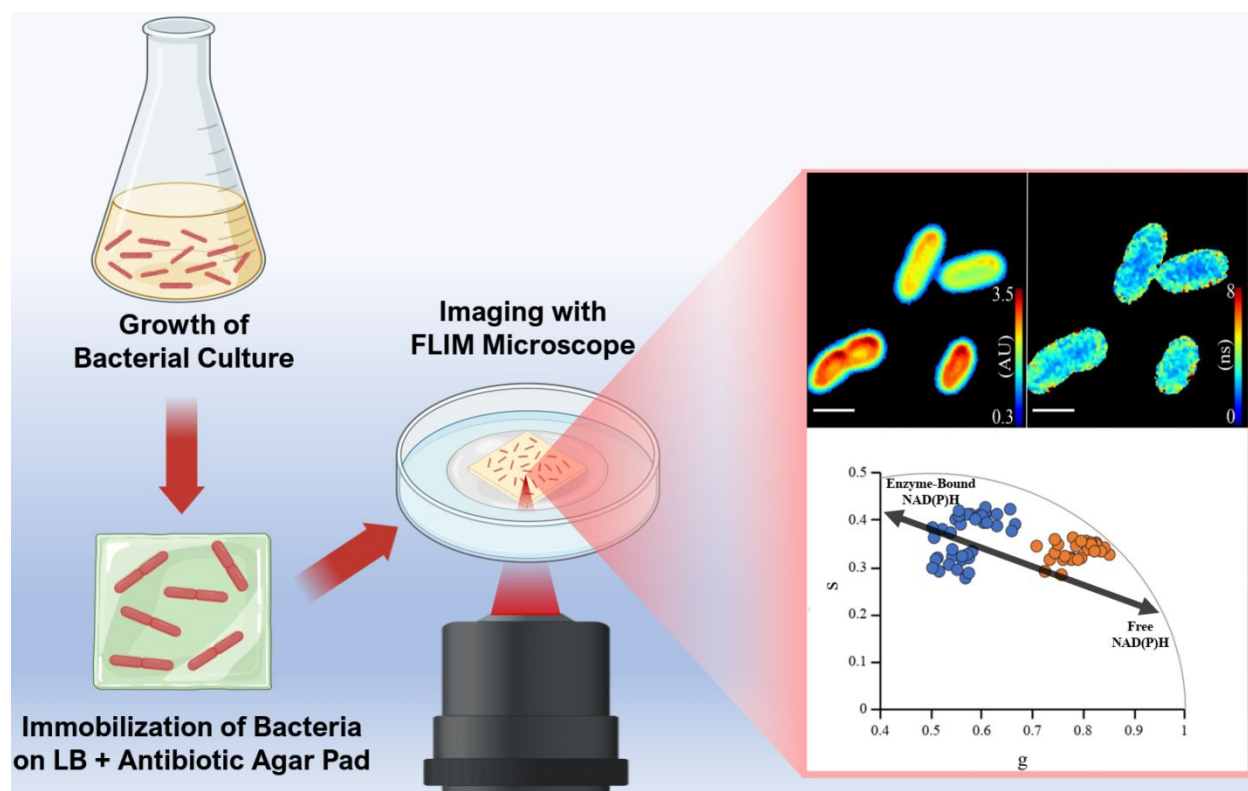 Growth of
Bacterial Culture
Immobilization of Bacteria
on LB + Antibiotic Agar Pad
Imaging with
FLIM Microscope
3.5
(AU)
0.3
8
(ns)
0
0.5
0.4
0.3
0.2
0.1
0
s
Enzyme-Bound
NAD(P)H
Free
NAD(P)H
0.4
0.5
0.6
0.7
0.8
0.9
1
g